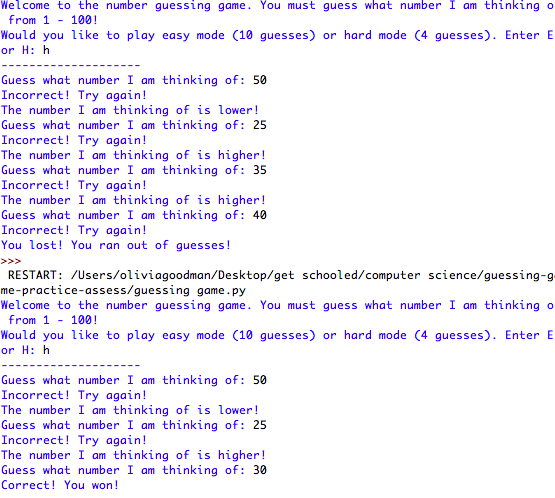 Welcome to the number guessing game. You must guess what number I am thinking o
from 1 - 100!
Would you like to play easy mode (10 guesses) or hard mode (4 guesses). Enter E
or H: h
--------------------
Guess what number I am thinking of: 50
Incorrect! Try again!
The number I am thinking of is lower!
Guess what number I am thinking of: 25
Incorrect! Try again!
The number I am thinking of is higher!
Guess what number I am thinking of: 35
Incorrect! Try again!
The number I am thinking of is higher!
Guess what number I am thinking of: 40
Incorrect! Try again!
You lost! You ran out of guesses!
>>>
RESTART: /Users/oliviagoodman/Desktop/get schooled/computer science/guessing-ga
me-practice-assess/guessing game.py
Welcome to the number guessing game. You must guess what number I am thinking o
from 1 - 100!
Would you like to play easy mode (10 guesses) or hard mode (4 guesses). Enter E
or H: h
--------------------
Guess what number I am thinking of: 50
Incorrect! Try again!
The number I am thinking of is lower!
Guess what number I am thinking of: 25
Incorrect! Try again!
The number I am thinking of is higher!
Guess what number I am thinking of: 30
Correct! You won!